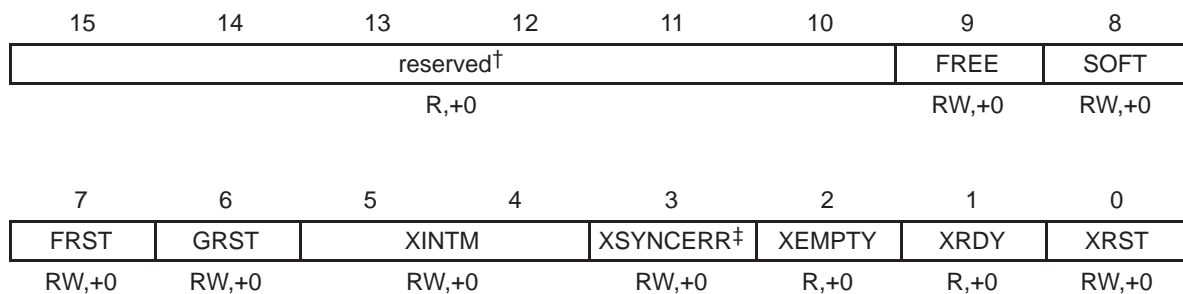 15 14 13 12 11 10 9 8
reserved† FREE SOFT
R,+0 RW,+0 RW,+0
7 6 5 4 3 2 1 0
FRST GRST XINTM XSYNCERR‡ XEMPTY XRDY XRST
RW,+0 RW,+0 RW,+0 RW,+0 R,+0 R,+0 RW,+0